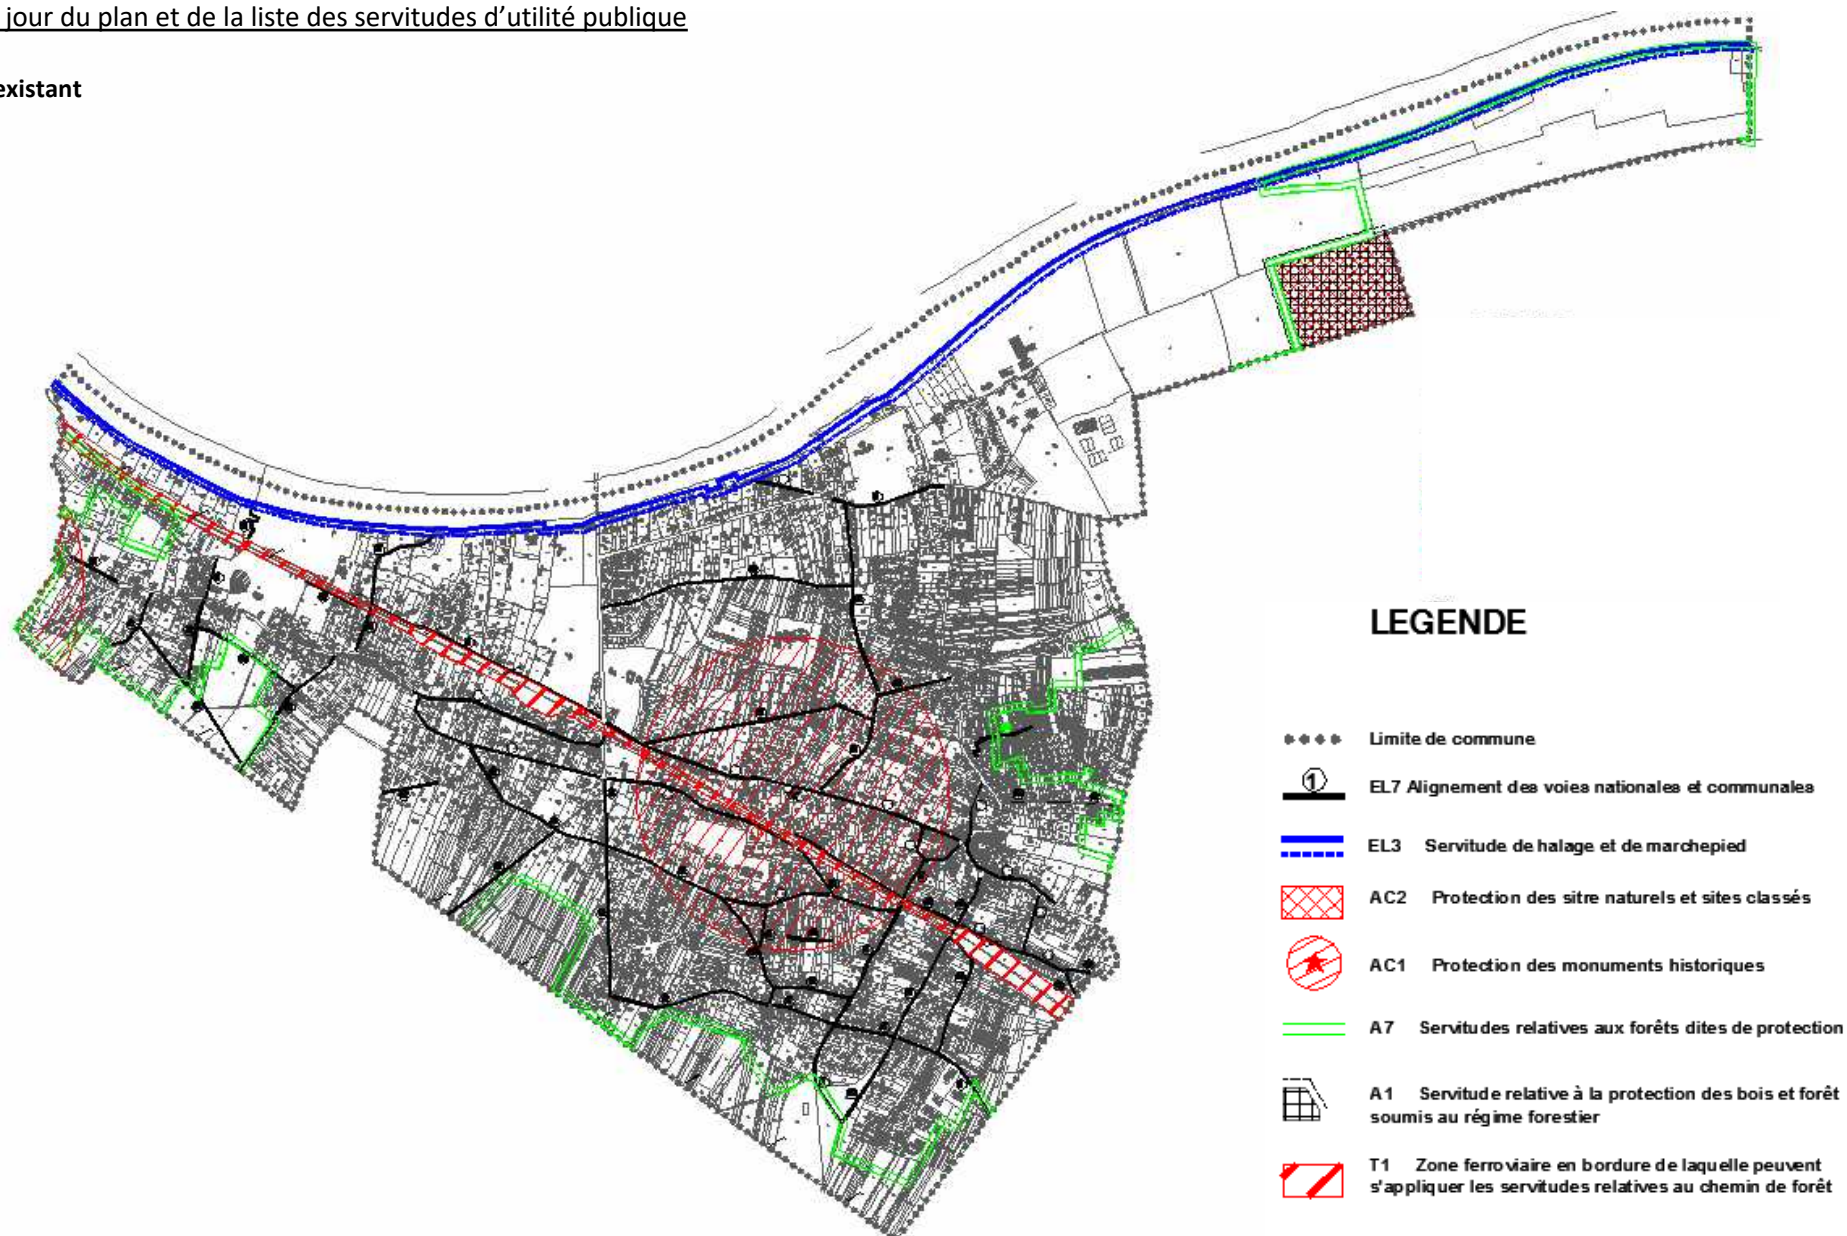 jour du plan et de la liste des servitudes d’utilité publique
existant
LEGENDE
Limite de commune
1
EL7 Alignement des voies nationales et communales
EL3 Servitude de halage et de marchepied
AC2 Protection des sitre naturels et sites classés
AC1 Protection des monuments historiques
A7 Servitudes relatives aux forêts dites de protection
A1 Servitude relative à la protection des bois et forêt
soumis au régime forestier
T1 Zone ferroviaire en bordure de laquelle peuvent
s'appliquer les servitudes relatives au chemin de forêt